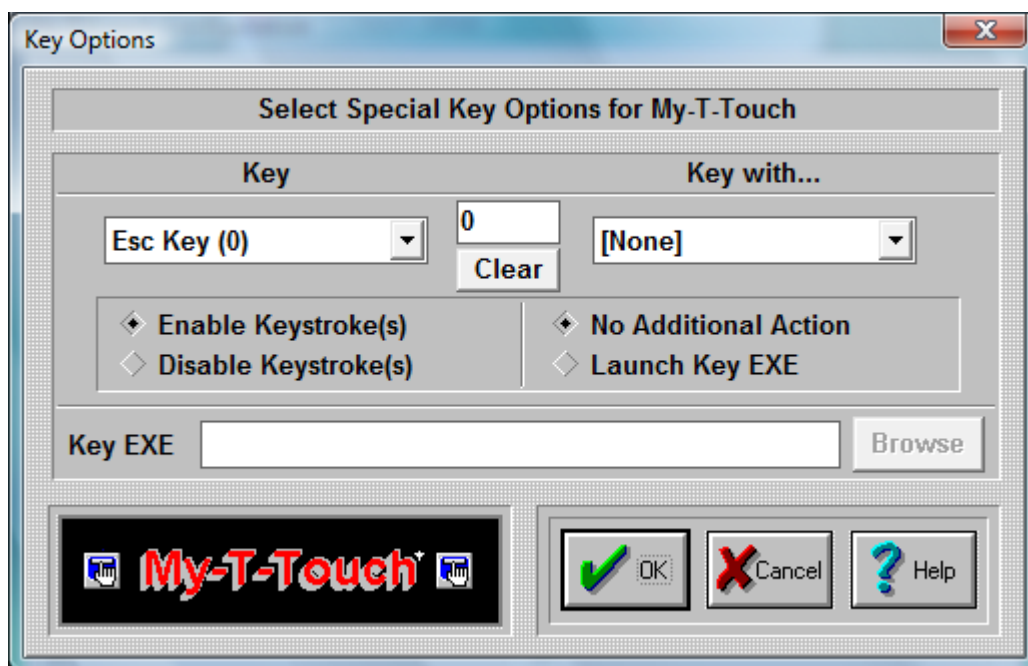 Key Options
Select Special Key Options for My-T-Touch
Key
Key with...
Esc Key (0)
0
[None]
Clear
Enable Keystroke(s)
No Additional Action
Disable Keystroke(s)
Launch Key EXE
Key EXE
Browse
My-T-Touch
OK
Cancel
Help